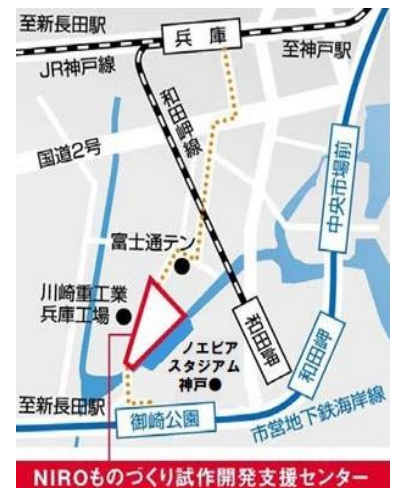 至新長田駅
兵庫
至神戸駅
JR神戸線
和田岬線
国道2号
中央市場前
富士通テン
川崎重工業
兵庫工場
ノエビア
スタジアム
神戸
和田岬
和田岬
至新長田駅
御崎公園
市営地下鉄海岸線
NIROものづくり試作開発支援センター